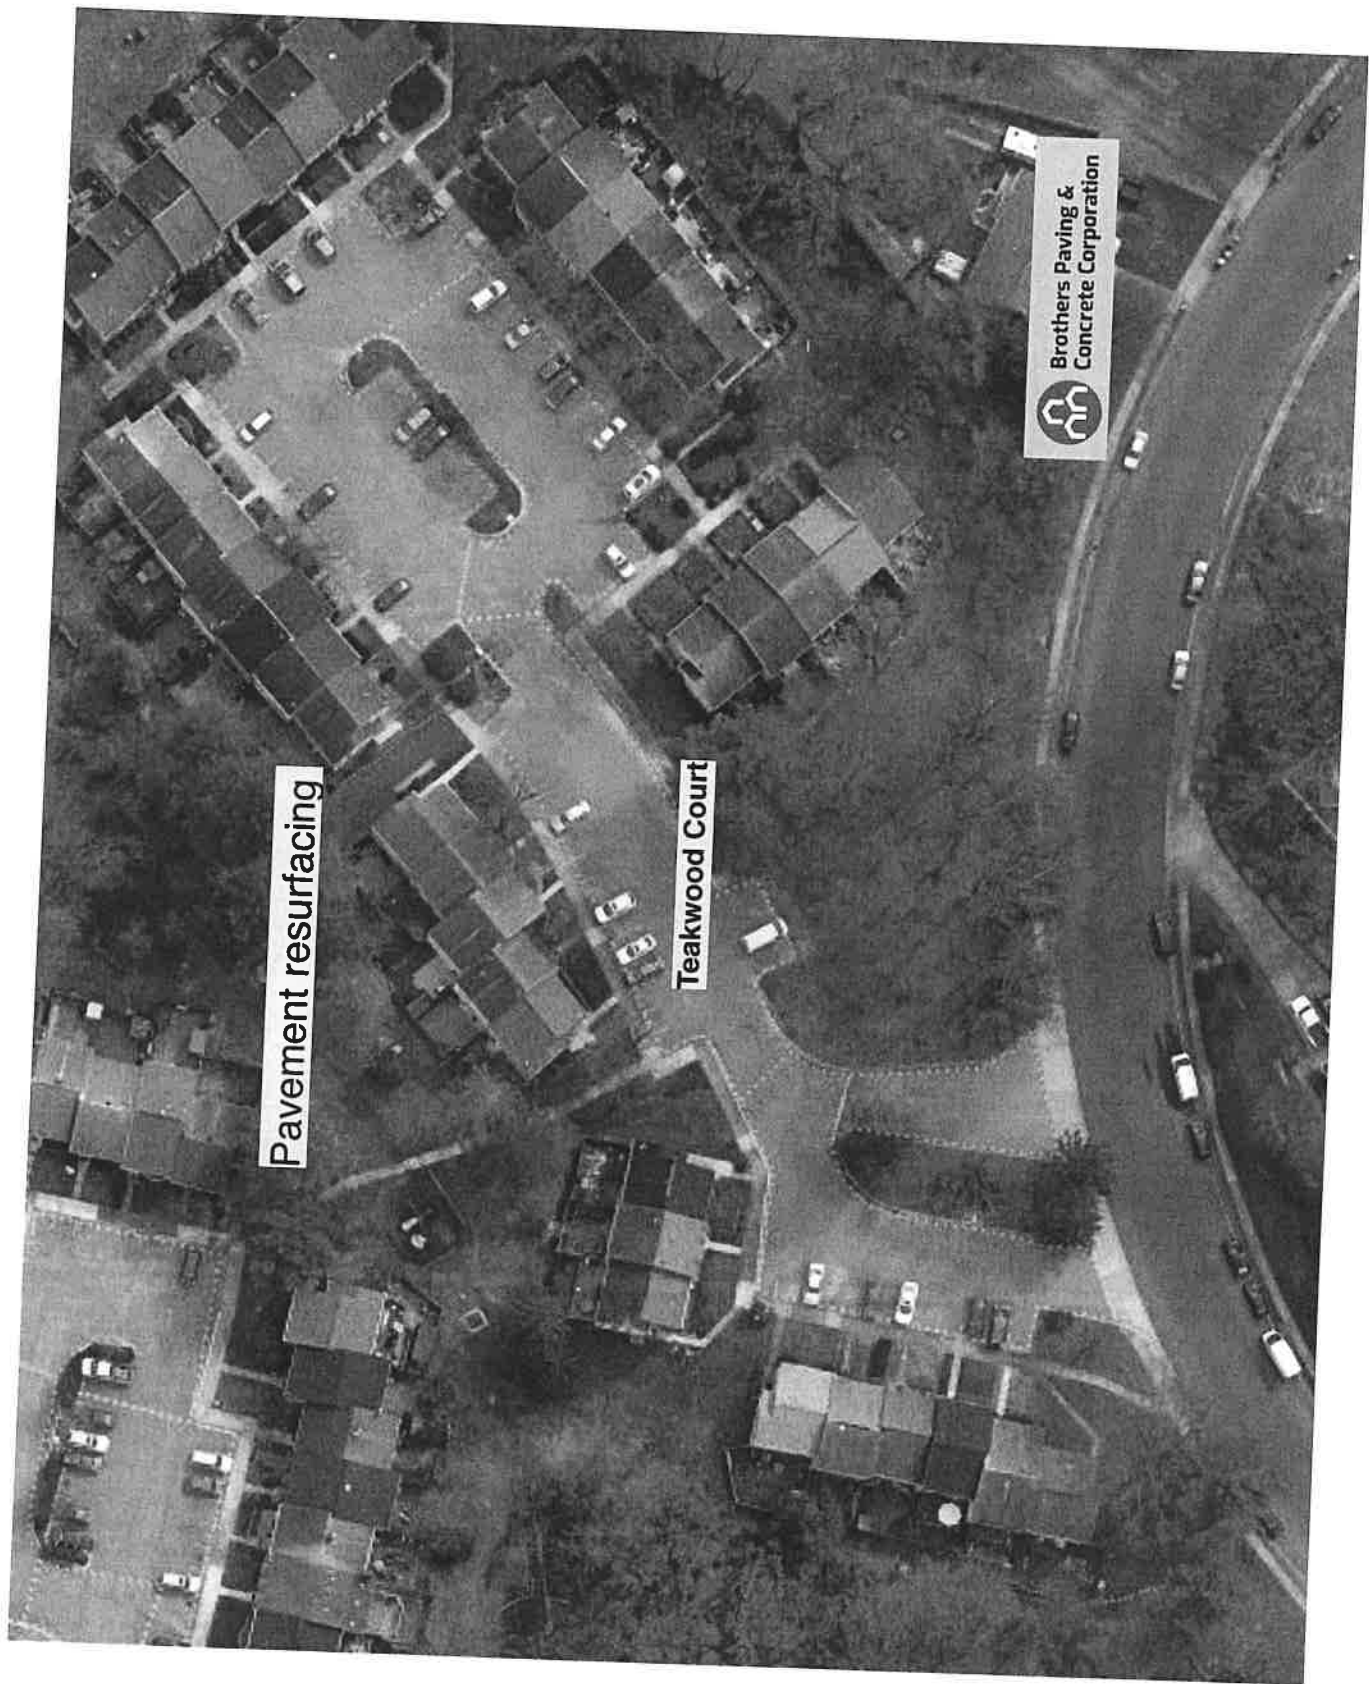 Pavement resurfacing
Teakwood Court
Brothers Paving &
Concrete Corporation